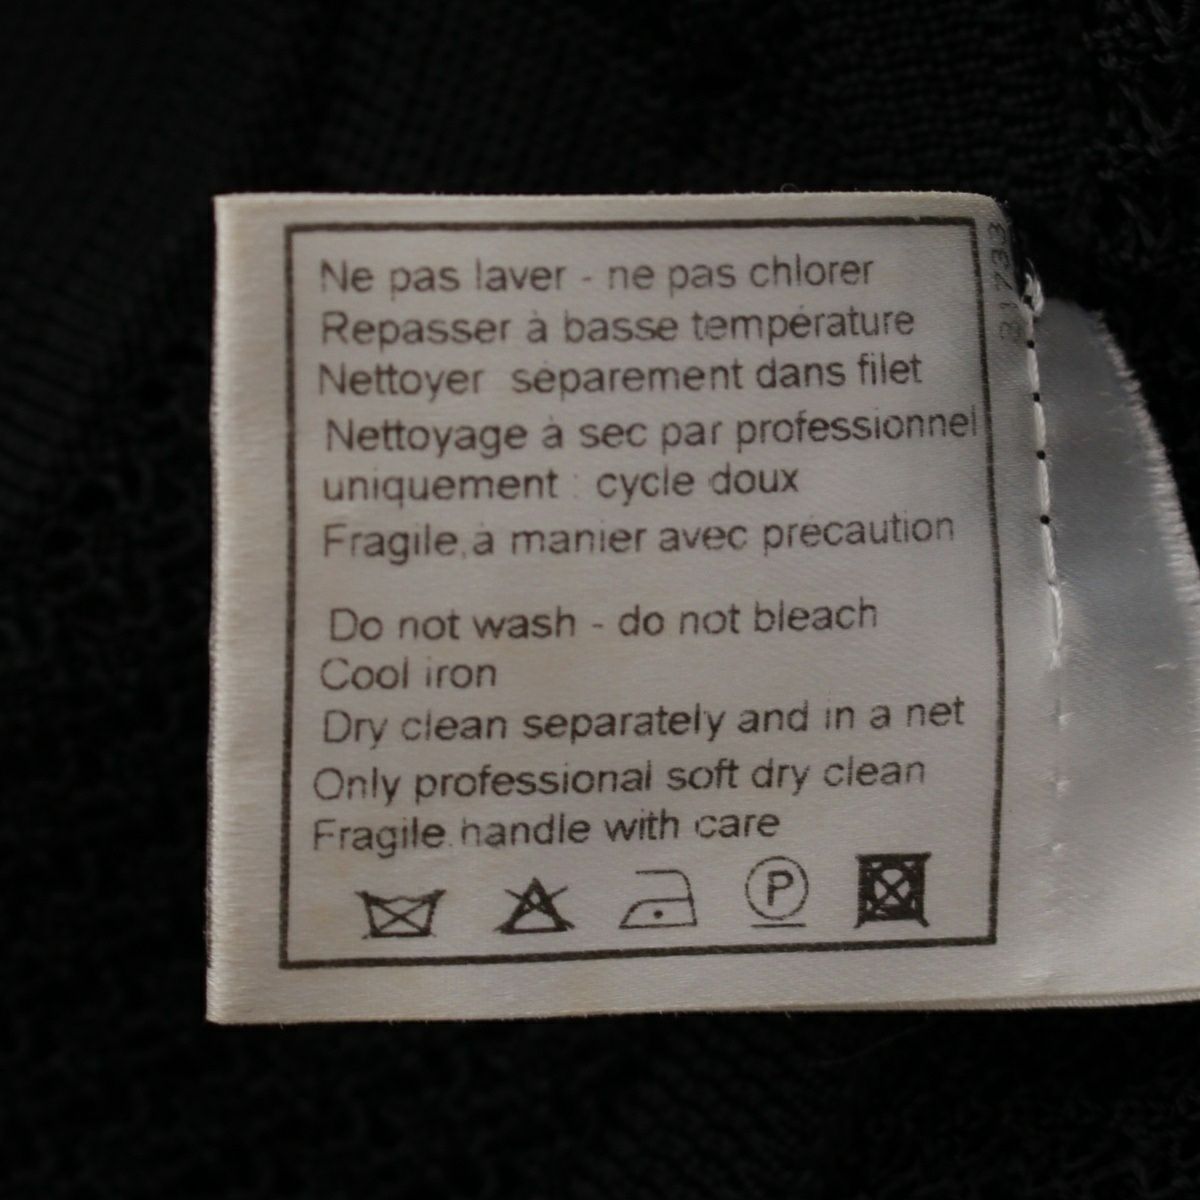 Ne pas laver - ne pas chlorer
Repasser à basse température
Nettoyer séparement dans filet
Nettoyage à sec par professionnel
uniquement : cycle doux
Fragile, à manier avec précaution
Do not wash - do not bleach
Cool iron
Dry clean separately and in a net
Only professional soft dry clean
Fragile. handle with care
P